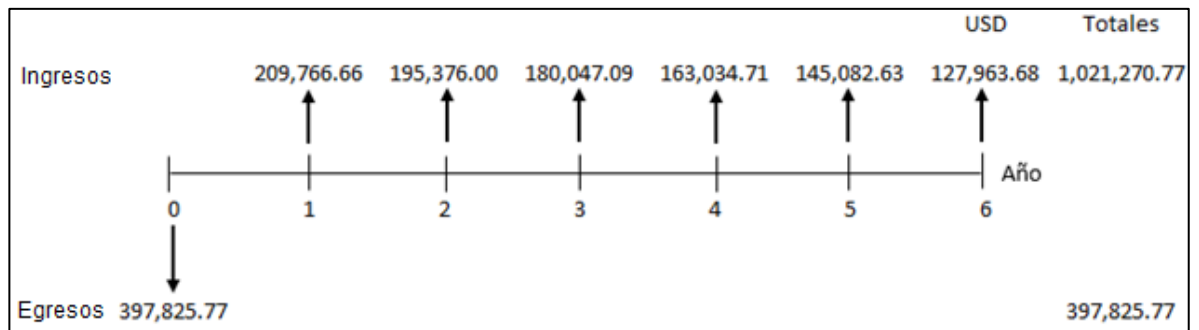 USD Totales
Ingresos 209,766.66 195,376.00 180,047.09 163,034.71 145,082.63 127,963.68 1,021,270.77
Año
0 1 2 3 4 5 6
Egresos 397,825.77 397,825.77